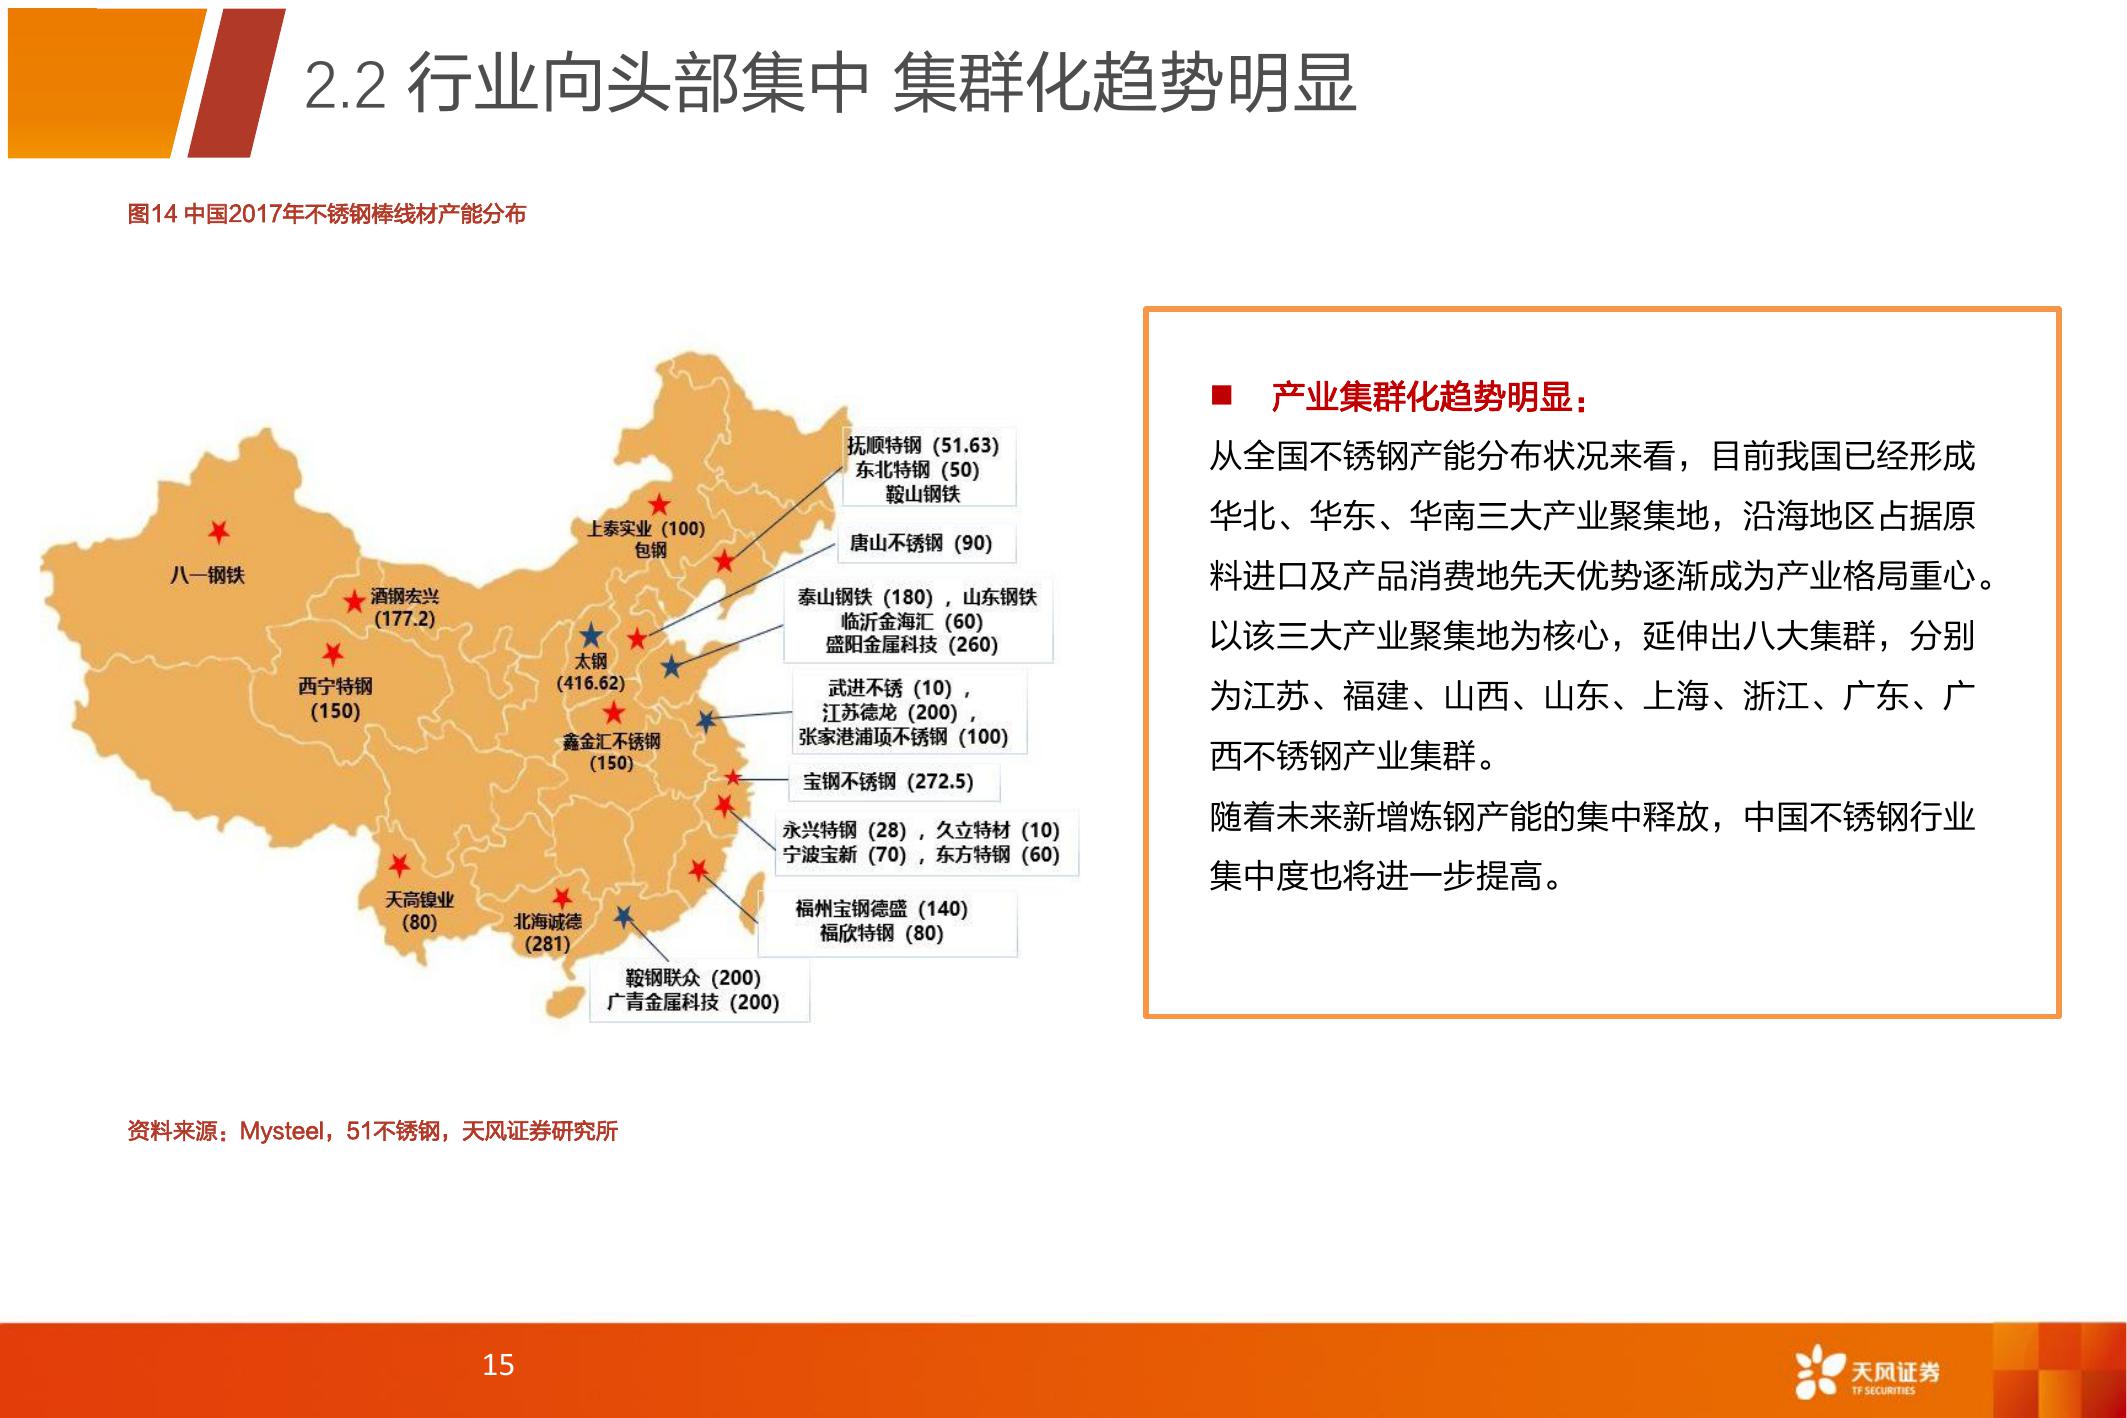 2.2 行业向头部集中 集群化趋势明显
图14 中国2017年不锈钢棒线材产能分布
抚顺特钢（51.63）
东北特钢（50）
鞍山钢铁
上泰实业（100）
包钢
唐山不锈钢（90）
八一钢铁
酒钢宏兴
（177.2）
泰山钢铁（180），山东钢铁
临沂金海汇（60）
盛阳金属科技（260）
太钢
（416.62）
西宁特钢
（150）
武进不锈（10），
江苏德龙（200），
张家港浦项不锈钢（100）
鑫金汇不锈钢
（150）
宝钢不锈钢（272.5）
永兴特钢（28），久立特材（10）
宁波宝新（70），东方特钢（60）
天高镍业
（80）
北海诚德
（281）
福州宝钢德盛（140）
福欣特钢（80）
鞍钢联众（200）
广青金属科技（200）
■ 产业集群化趋势明显：
从全国不锈钢产能分布状况来看，目前我国已经形成
华北、华东、华南三大产业聚集地，沿海地区占据原
料进口及产品消费地先天优势逐渐成为产业格局重心。
以该三大产业聚集地为核心，延伸出八大集群，分别
为江苏、福建、山西、山东、上海、浙江、广东、广
西不锈钢产业集群。
随着未来新增炼钢产能的集中释放，中国不锈钢行业
集中度也将进一步提高。
资料来源：Mysteel，51不锈钢，天风证券研究所
15
天风证券
TF SECURITIES